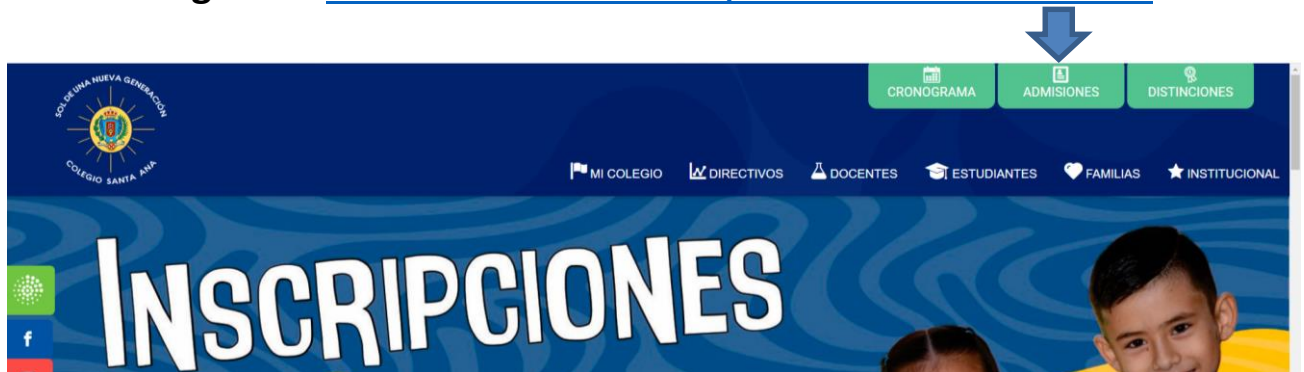 CRONOGRAMA
ADMISIONES
DISTINCIONES
SOL DE UNA NUEVA GENERACIÓN
COLEGIO SANTA ANA
MI COLEGIO
DIRECTIVOS
DOCENTES
ESTUDIANTES
FAMILIAS
INSTITUCIONAL
INSCRIPCIONES
f